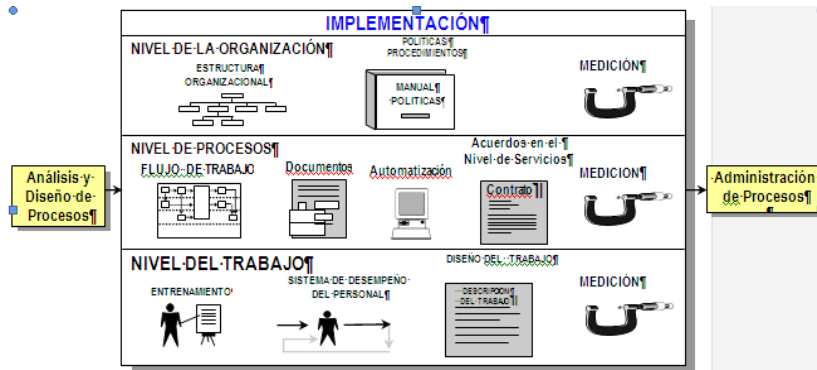 IMPLEMENTACIÓN¶
NIVEL·DE·LA·ORGANIZACIÓN¶
ESTRUCTURA
ORGANIZACIONAL¶
POLITICAS¶
PROCEDIMIENTOS¶
MANUAL¶
·POLITICAS¶
MEDICIÓN¶
NIVEL·DE·PROCESOS¶
FLUJO··DE·TRABAJO
Documentos
Automatización
Acuerdos·en·el·¶
Nivel·de·Servicios¶
Contrato¶
MEDICION¶
Análisis·y·
Diseño·de·
Procesos¶
·Administración
de·Procesos¶
¶
NIVEL·DEL·TRABAJO¶
ENTRENAMIENTO
SISTEMA·DE·DESEMPEÑO·
DEL·PERSONAL¶
DISEÑO·DEL··TRABAJO¶
DESCRIPCION
DEL·TRABAJO¶
MEDICIÓN¶